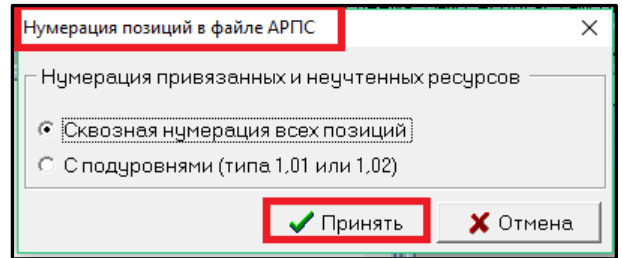 Нумерация позиций в файле АРПС
Нумерация привязанных и неучтенных ресурсов
Сквозная нумерация всех позиций
С подуровнями (типа 1,01 или 1,02)
Принять
Отмена